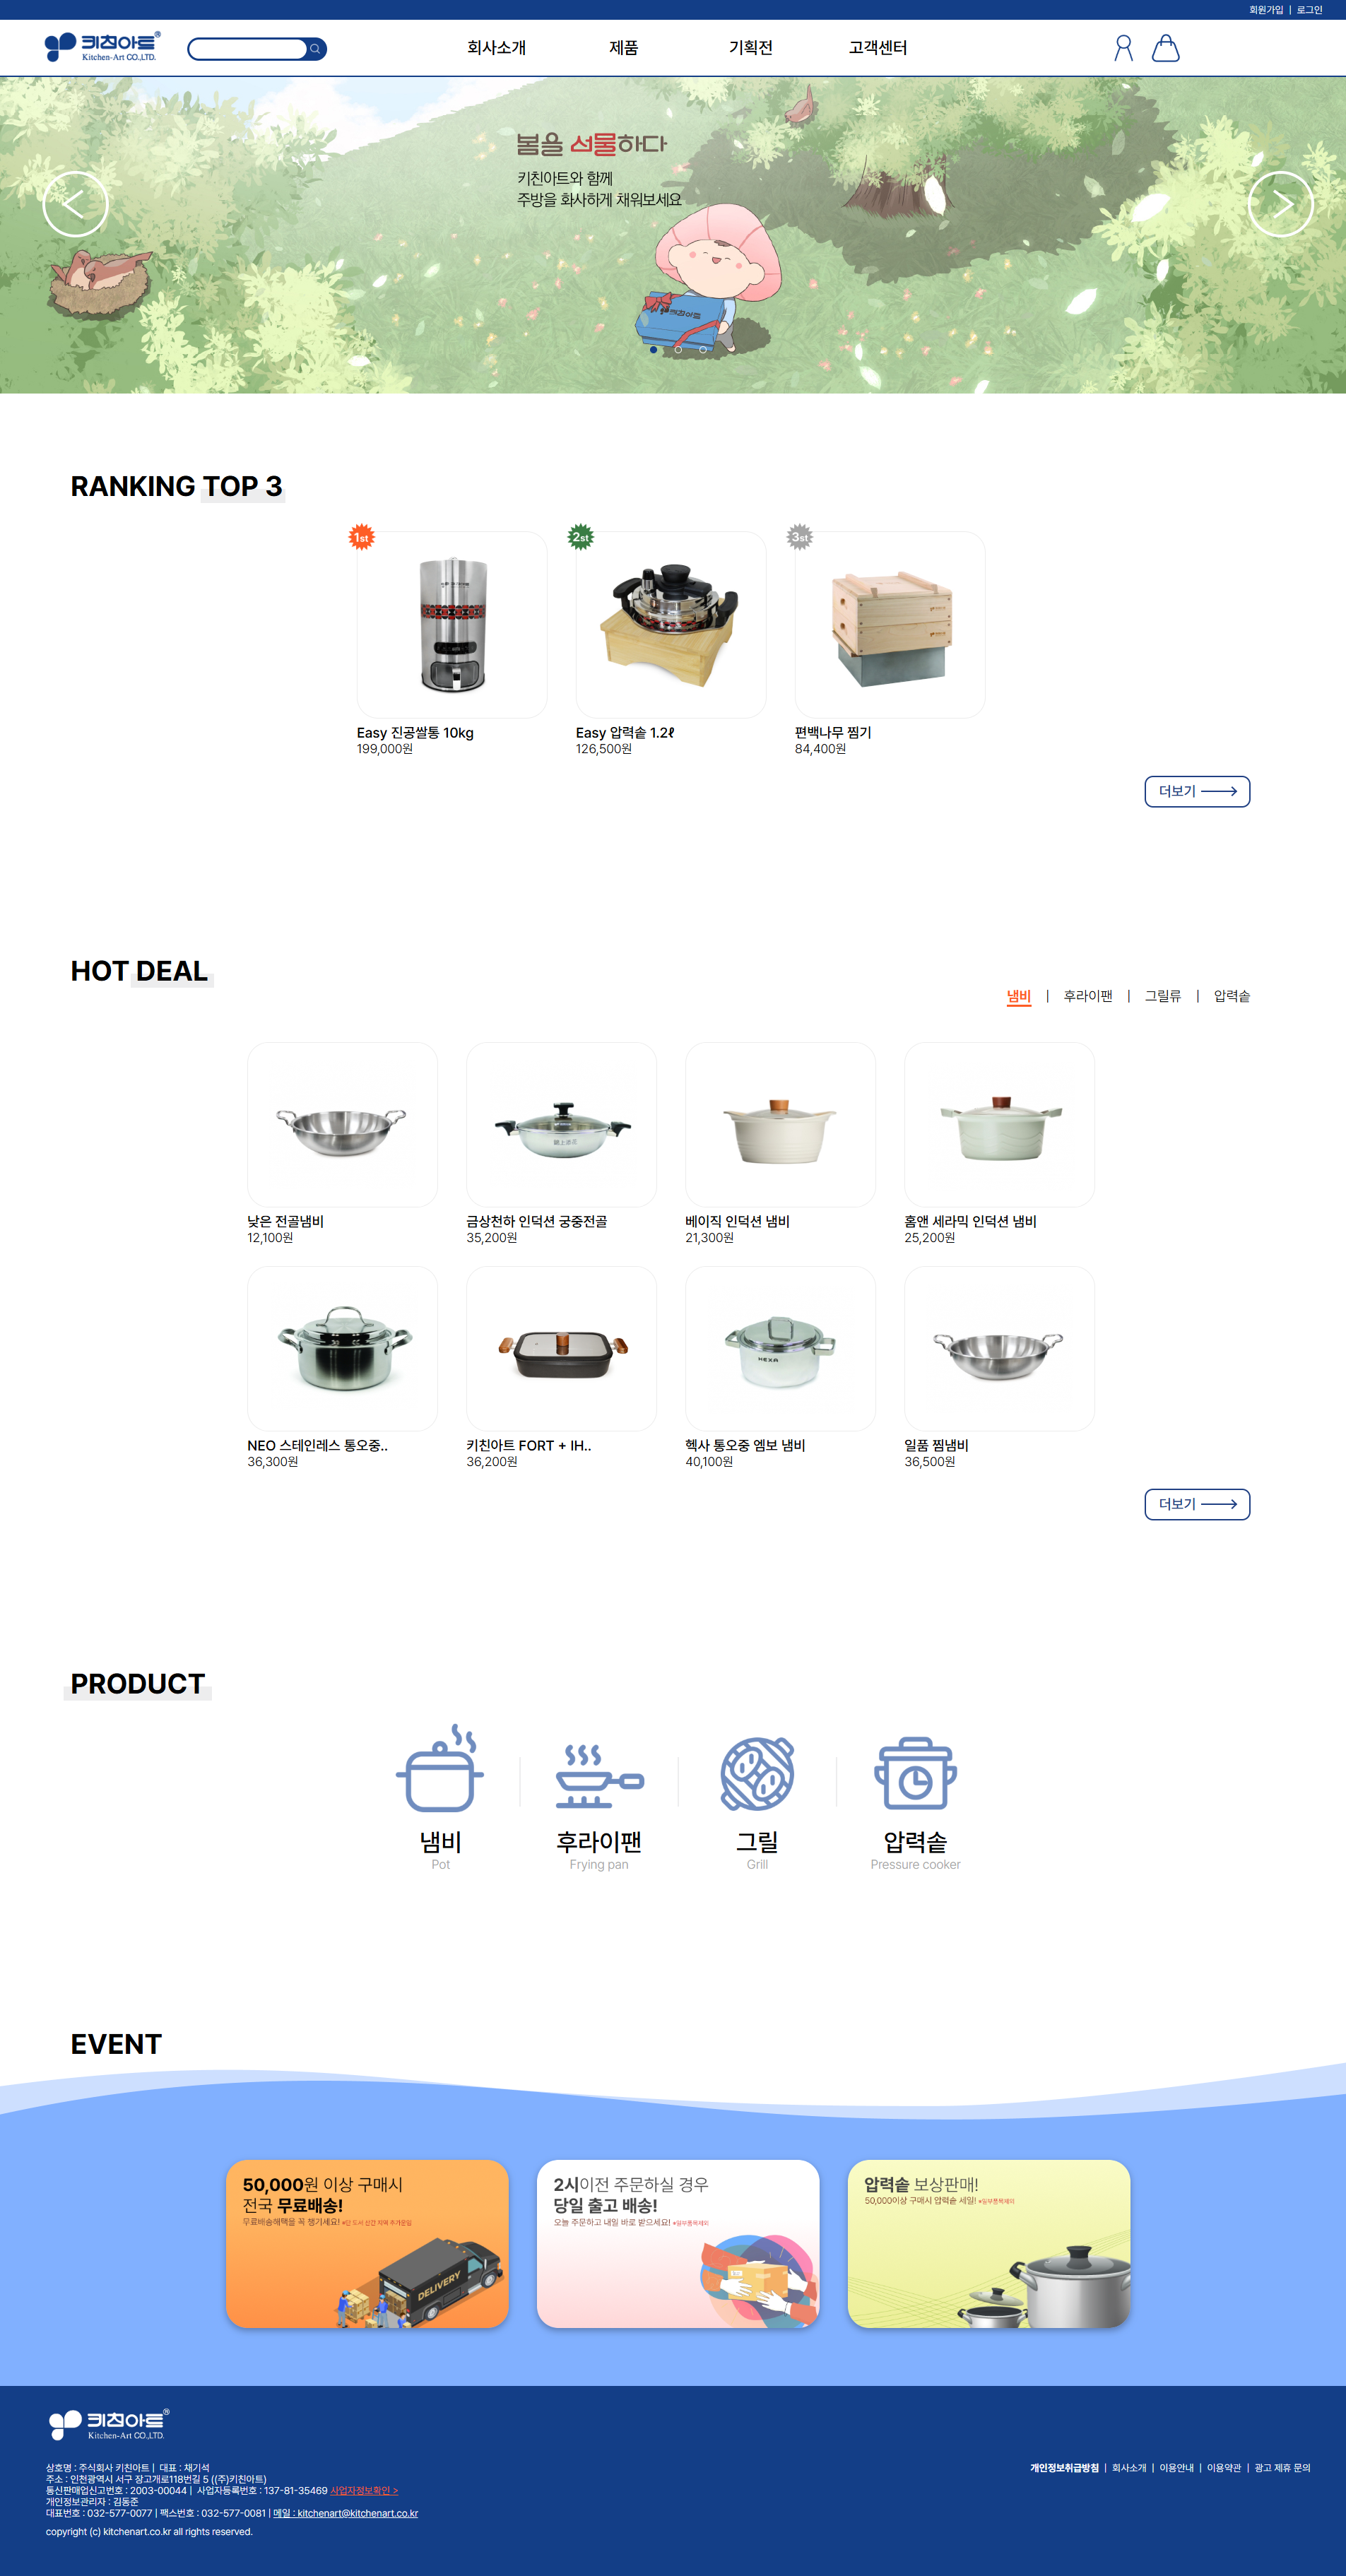 회원가입 | 로그인
키친아트®
Kitchen-Art CO.,LTD.
회사소개 제품 기획전 고객센터
봄을 선물하다
키친아트와 함께
주방을 화사하게 채워보세요
키친아트
RANKING TOP 3
1st 2st 3st
Easy 진공쌀통 10kg Easy 압력솥 1.2ℓ 편백나무 찜기
199,000원 126,500원 84,400원
더보기
HOT DEAL
냄비 | 후라이팬 | 그릴류 | 압력솥
낮은 전골냄비 금상천하 인덕션 궁중전골 베이직 인덕션 냄비 홈앤 세라믹 인덕션 냄비
12,100원 35,200원 21,300원 25,200원
HEXA
NEO 스테인레스 통오중.. 키친아트 FORT + IH.. 헥사 통오중 엠보 냄비 일품 찜냄비
36,300원 36,200원 40,100원 36,500원
더보기
PRODUCT
냄비 후라이팬 그릴 압력솥
Pot Frying pan Grill Pressure cooker
EVENT
50,000원 이상 구매시
전국 무료배송!
무료배송해택을 꼭 챙기세요! *단 도서 산간 지역 추가운임
DELIVERY
2시이전 주문하실 경우
당일 출고 배송!
오늘 주문하고 내일 바로 받으세요! *일부품목제외
압력솥 보상판매!
50,000이상 구매시 압력솥 세일! *일부품목제외
키친아트®
Kitchen-Art CO.,LTD.
상호명 : 주식회사 키친아트 | 대표 : 채기석
주소 : 인천광역시 서구 장고개로118번길 5 ((주)키친아트)
통신판매업신고번호 : 2003-00044 | 사업자등록번호 : 137-81-35469 사업자정보확인 >
개인정보관리자 : 김동준
대표번호 : 032-577-0077 | 팩스번호 : 032-577-0081 | 메일 : kitchenart@kitchenart.co.kr
copyright (c) kitchenart.co.kr all rights reserved.
개인정보취급방침 | 회사소개 | 이용안내 | 이용약관 | 광고 제휴 문의